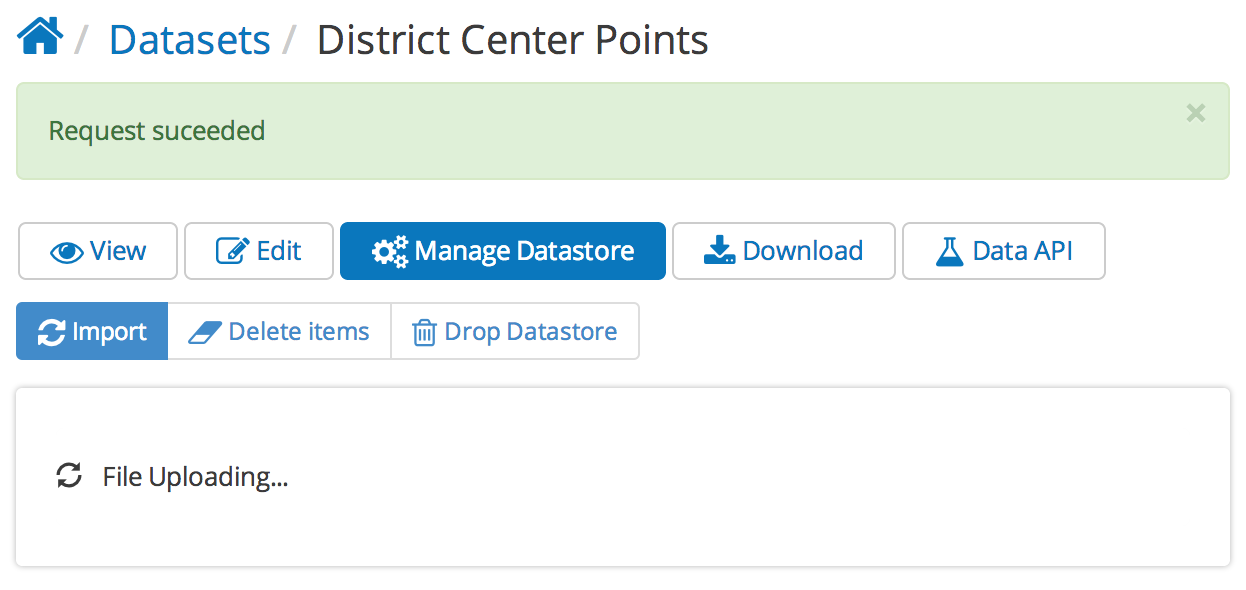 / Datasets / District Center Points
Request suceeded ×
View Edit Manage Datastore Download Data API
Import Delete items Drop Datastore
File Uploading...